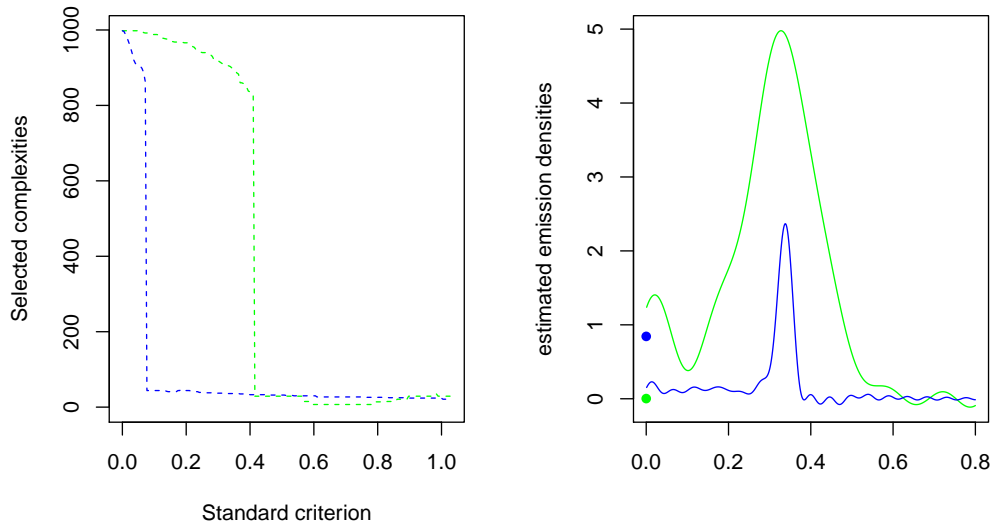 Selected complexities
1000
800
600
400
200
0
0.0 0.2 0.4 0.6 0.8 1.0
Standard criterion
estimated emission densities
5
4
3
2
1
0
0.0 0.2 0.4 0.6 0.8